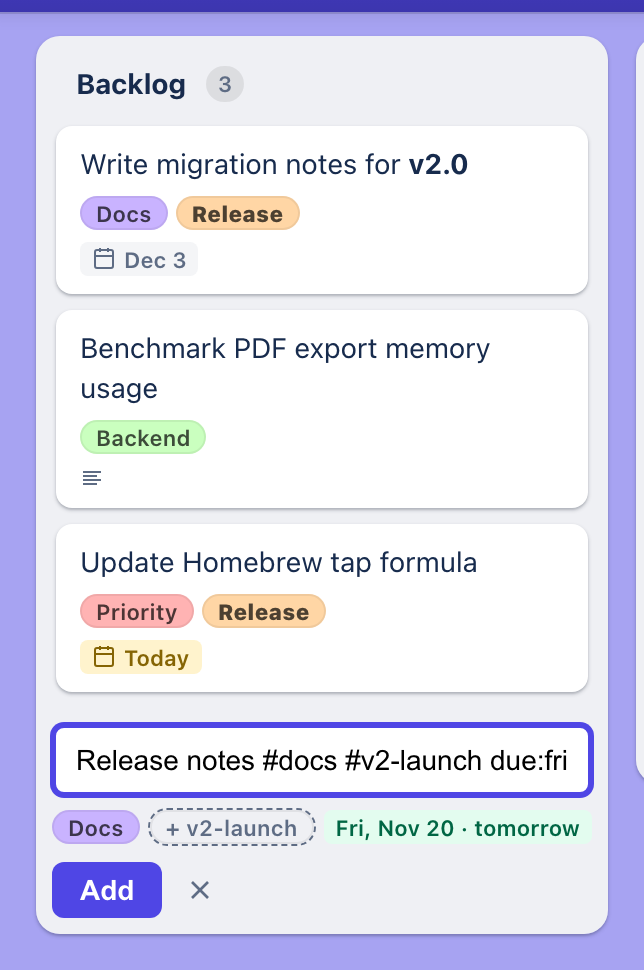 Backlog 3
Write migration notes for v2.0
Docs Release
Dec 3
Benchmark PDF export memory
usage
Backend
Update Homebrew tap formula
Priority Release
Today
Release notes #docs #v2-launch due:fri
Docs + v2-launch Fri, Nov 20 · tomorrow
Add ×